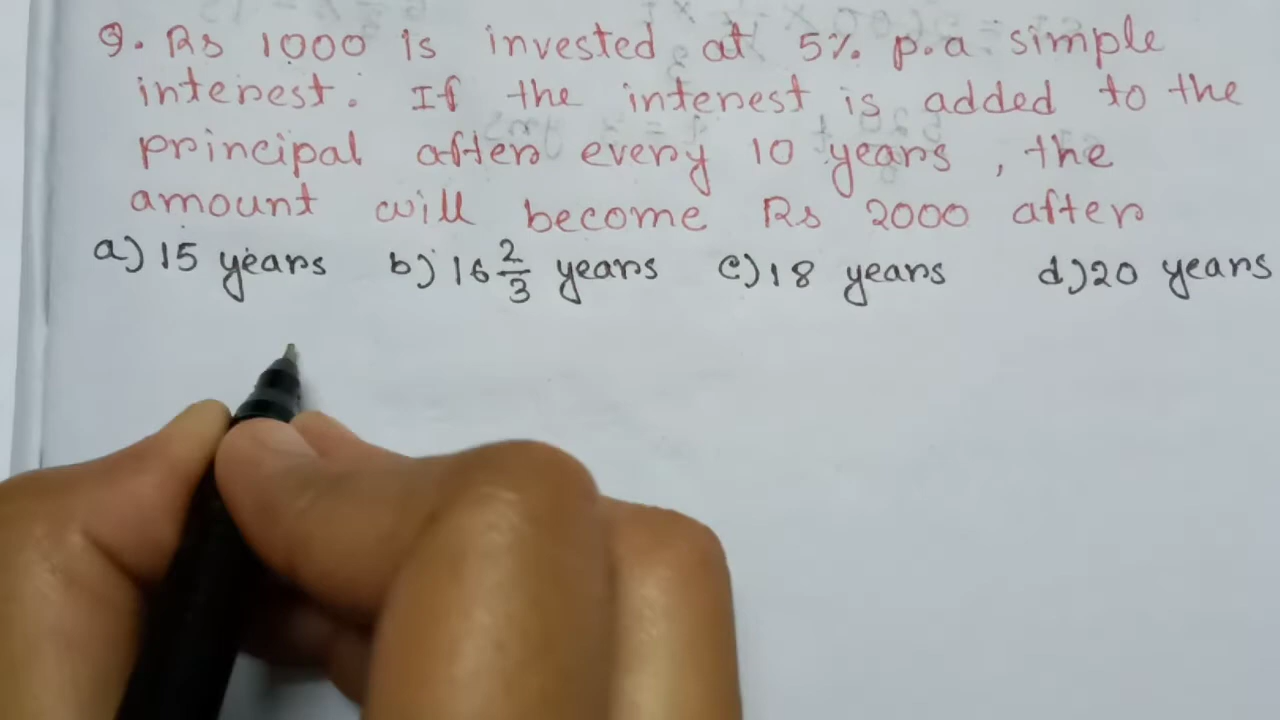 Q. Rs 1000 is invested at 5% p.a simple
interest. If the interest is added to the
principal after every 10 years, the
amount will become Rs 2000 after
a) 15 years b) 16 2/3 years c) 18 years d) 20 years